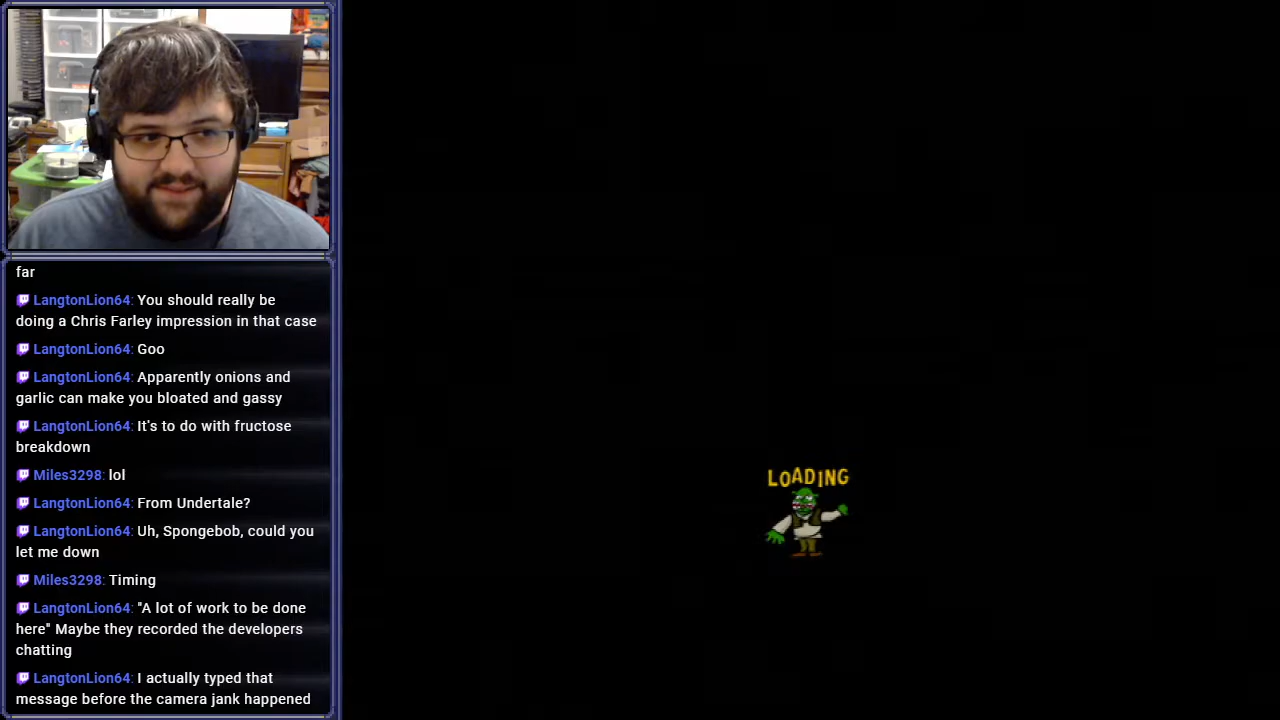 far
LangtonLion64: You should really be
doing a Chris Farley impression in that case
LangtonLion64: Goo
LangtonLion64: Apparently onions and
garlic can make you bloated and gassy
LangtonLion64: It's to do with fructose
breakdown
Miles3298: lol
LangtonLion64: From Undertale?
LangtonLion64: Uh, Spongebob, could you
let me down
Miles3298: Timing
LangtonLion64: "A lot of work to be done
here" Maybe they recorded the developers
chatting
LangtonLion64: I actually typed that
message before the camera jank happened
LOADING